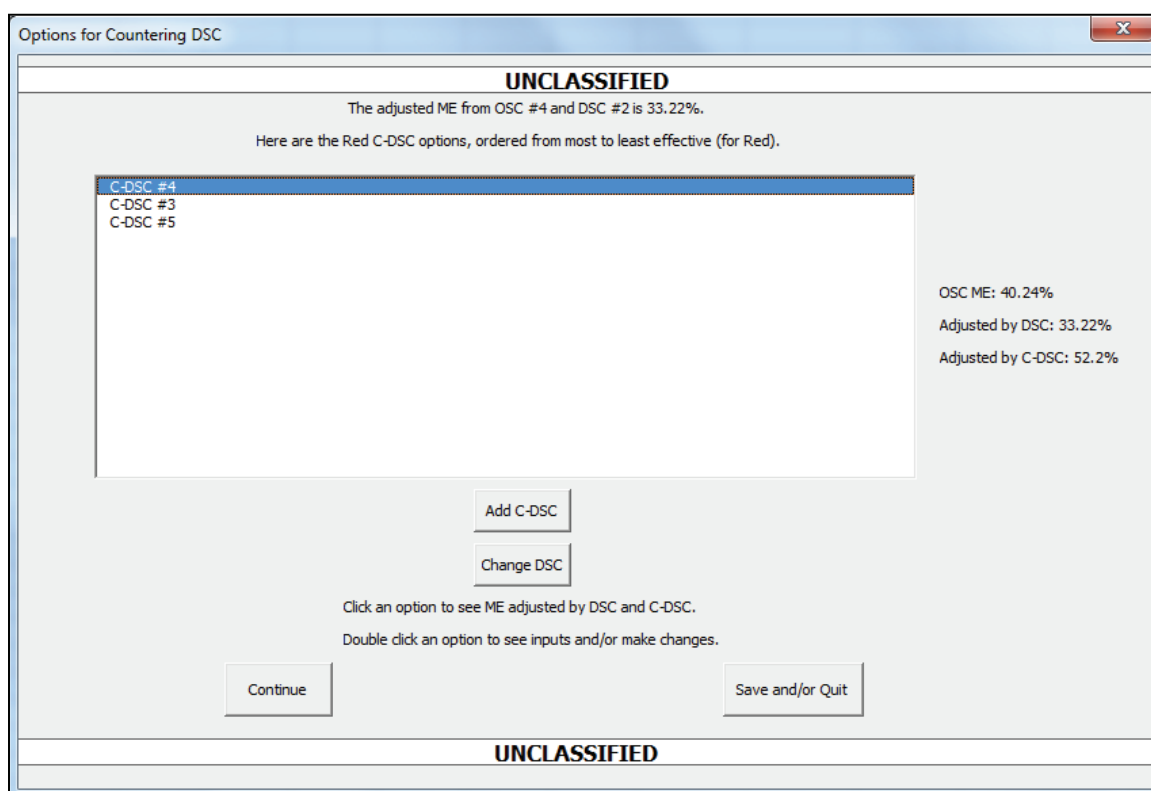 Options for Countering DSC
X
UNCLASSIFIED
The adjusted ME from OSC #4 and DSC #2 is 33.22%.
Here are the Red C-DSC options, ordered from most to least effective (for Red).
C-DSC #4
C-DSC #3
C-DSC #5
OSC ME: 40.24%
Adjusted by DSC: 33.22%
Adjusted by C-DSC: 52.2%
Add C-DSC
Change DSC
Click an option to see ME adjusted by DSC and C-DSC.
Double click an option to see inputs and/or make changes.
Continue
Save and/or Quit
UNCLASSIFIED